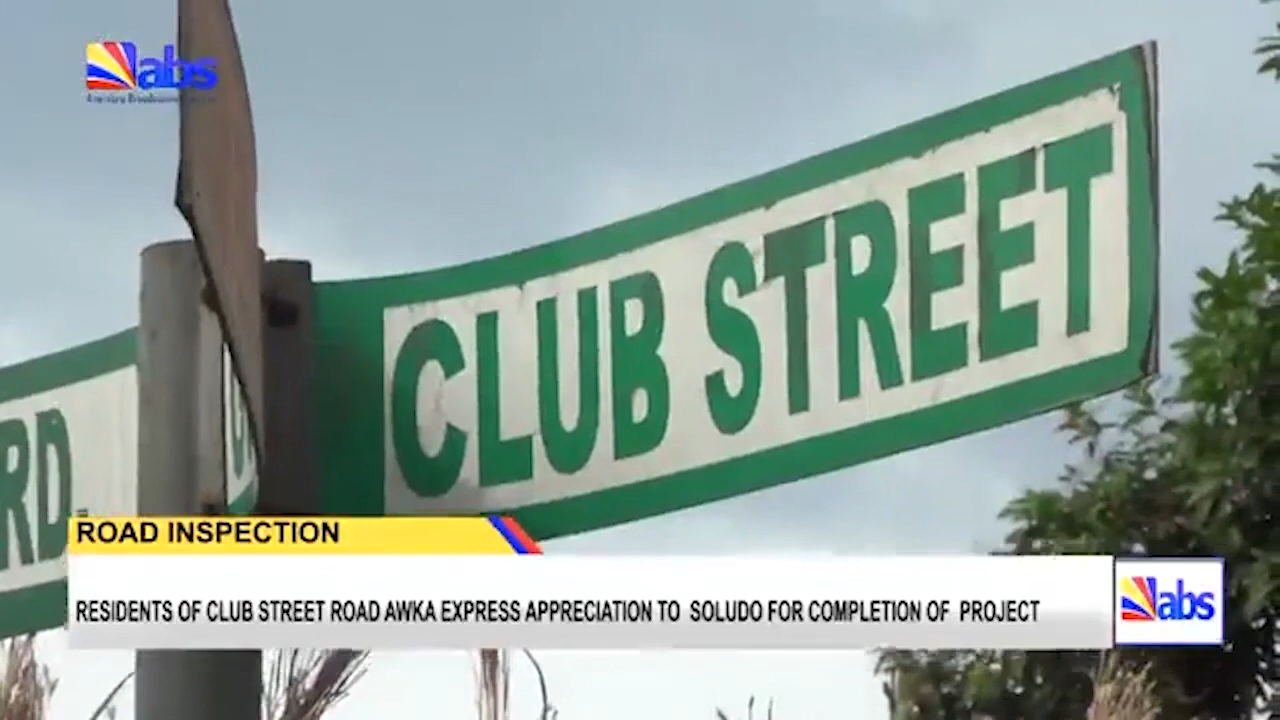 abs
CLUB STREET
RD
ROAD INSPECTION
RESIDENTS OF CLUB STREET ROAD AWKA EXPRESS APPRECIATION TO SOLUDO FOR COMPLETION OF PROJECT
abs